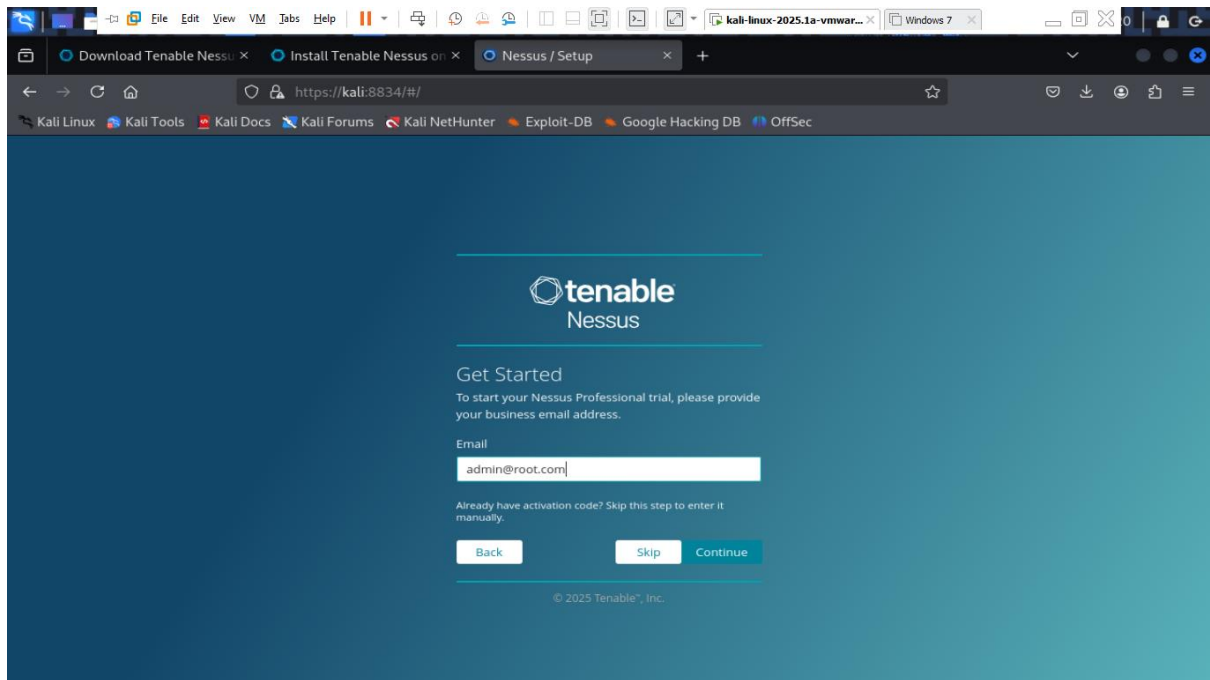 File Edit View VM Tabs Help kali-linux-2025.1a-vmwar... Windows 7
Download Tenable Nessu Install Tenable Nessus on Nessus / Setup
https://kali:8834/#/
Kali Linux Kali Tools Kali Docs Kali Forums Kali NetHunter Exploit-DB Google Hacking DB OffSec
tenable
Nessus
Get Started
To start your Nessus Professional trial, please provide
your business email address.
Email
admin@root.com
Already have activation code? Skip this step to enter it
manually.
Back Skip Continue
© 2025 Tenable™, Inc.